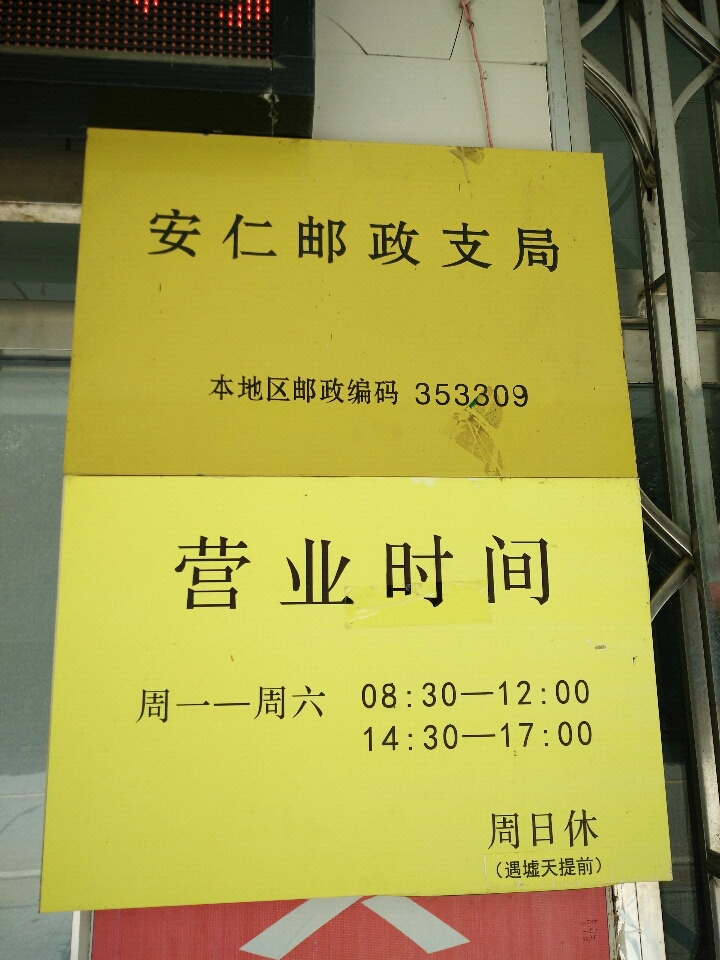 安仁邮政支局
本地区邮政编码 353309
营业时间
周一—周六 08:30—12:00
14:30—17:00
周日休
（遇墟天提前）